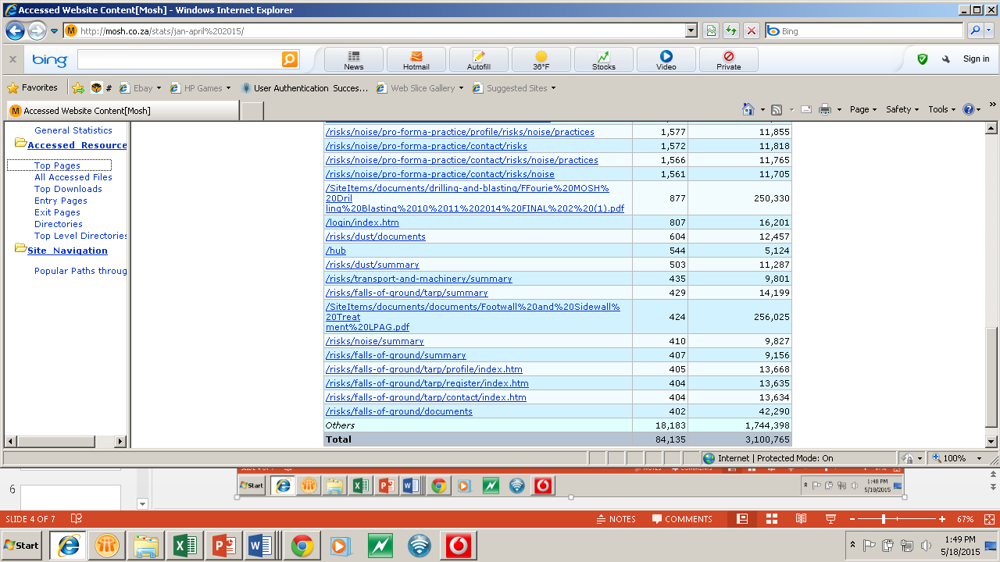 Accessed Website Content[Mosh] - Windows Internet Explorer
http://mosh.co.za/stats/jan-april%202015/
Bing
bing
News
Hotmail
Autofill
36°F
Stocks
Video
Private
Sign in
Favorites
#
Ebay
HP Games
User Authentication Succes...
Web Slice Gallery
Suggested Sites
Accessed Website Content[Mosh]
Page
Safety
Tools
General Statistics
Accessed Resource
Top Pages
All Accessed Files
Top Downloads
Entry Pages
Exit Pages
Directories
Top Level Directories
Site Navigation
Popular Paths throug
/risks/noise/pro-forma-practice/profile/risks/noise/practices 1,577 11,855
/risks/noise/pro-forma-practice/contact/risks 1,572 11,818
/risks/noise/pro-forma-practice/contact/risks/noise/practices 1,566 11,765
/risks/noise/pro-forma-practice/contact/risks/noise 1,561 11,705
/SiteItems/documents/drilling-and-blasting/FFourie%20MOSH%
%20Dril
ling%20Blasting%2010%2011%202014%20FINAL%202%20(1).pdf 877 250,330
/login/index.htm 807 16,201
/risks/dust/documents 604 12,457
/hub 544 5,124
/risks/dust/summary 503 11,287
/risks/transport-and-machinery/summary 435 9,801
/risks/falls-of-ground/tarp/summary 429 14,199
/SiteItems/documents/documents/Footwall%20and%20Sidewall%
%20Treat
ment%20LPAG.pdf 424 256,025
/risks/noise/summary 410 9,827
/risks/falls-of-ground/summary 407 9,156
/risks/falls-of-ground/tarp/profile/index.htm 405 13,668
/risks/falls-of-ground/tarp/register/index.htm 404 13,635
/risks/falls-of-ground/tarp/contact/index.htm 404 13,634
/risks/falls-of-ground/documents 402 42,290
Others 18,183 1,744,398
Total 84,135 3,100,765
Internet | Protected Mode: On
100%
6
Start
1:48 PM
5/18/2015
SLIDE 4 OF 7
NOTES
COMMENTS
67%
Start
1:49 PM
5/18/2015